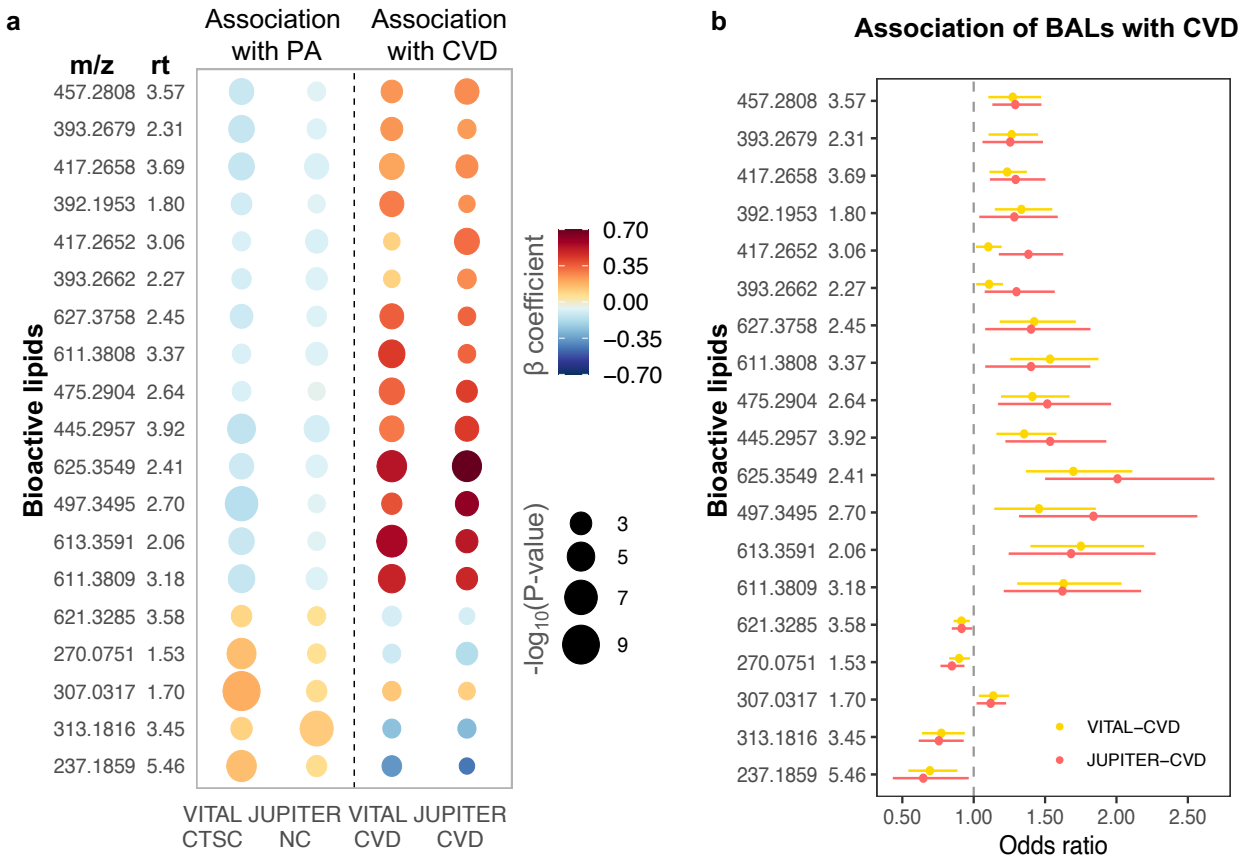 a
Association with PA
Association with CVD
m/z rt
457.2808 3.57
393.2679 2.31
417.2658 3.69
392.1953 1.80
417.2652 3.06
393.2662 2.27
627.3758 2.45
611.3808 3.37
475.2904 2.64
445.2957 3.92
625.3549 2.41
497.3495 2.70
613.3591 2.06
611.3809 3.18
621.3285 3.58
270.0751 1.53
307.0317 1.70
313.1816 3.45
237.1859 5.46
Bioactive lipids
VITAL JUPITER VITAL JUPITER
CTSC NC CVD CVD
β coefficient
0.70
0.35
0.00
−0.35
−0.70
-log10(P-value)
3
5
7
9
b
Association of BALs with CVD
457.2808 3.57
393.2679 2.31
417.2658 3.69
392.1953 1.80
417.2652 3.06
393.2662 2.27
627.3758 2.45
611.3808 3.37
475.2904 2.64
445.2957 3.92
625.3549 2.41
497.3495 2.70
613.3591 2.06
611.3809 3.18
621.3285 3.58
270.0751 1.53
307.0317 1.70
313.1816 3.45
237.1859 5.46
Bioactive lipids
VITAL−CVD
JUPITER−CVD
0.50 1.00 1.50 2.00 2.50
Odds ratio